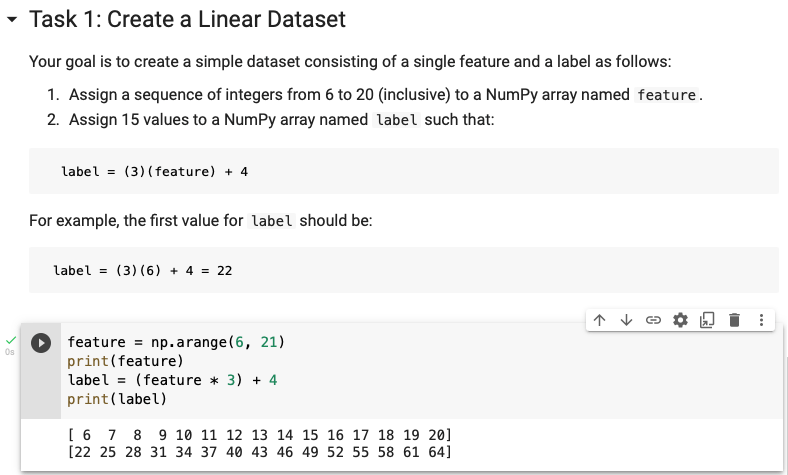 Task 1: Create a Linear Dataset
Your goal is to create a simple dataset consisting of a single feature and a label as follows:
1. Assign a sequence of integers from 6 to 20 (inclusive) to a NumPy array named feature.
2. Assign 15 values to a NumPy array named label such that:
label = (3)(feature) + 4
For example, the first value for label should be:
label = (3)(6) + 4 = 22
0s
feature = np.arange(6, 21)
print(feature)
label = (feature * 3) + 4
print(label)
[ 6  7  8  9 10 11 12 13 14 15 16 17 18 19 20]
[22 25 28 31 34 37 40 43 46 49 52 55 58 61 64]